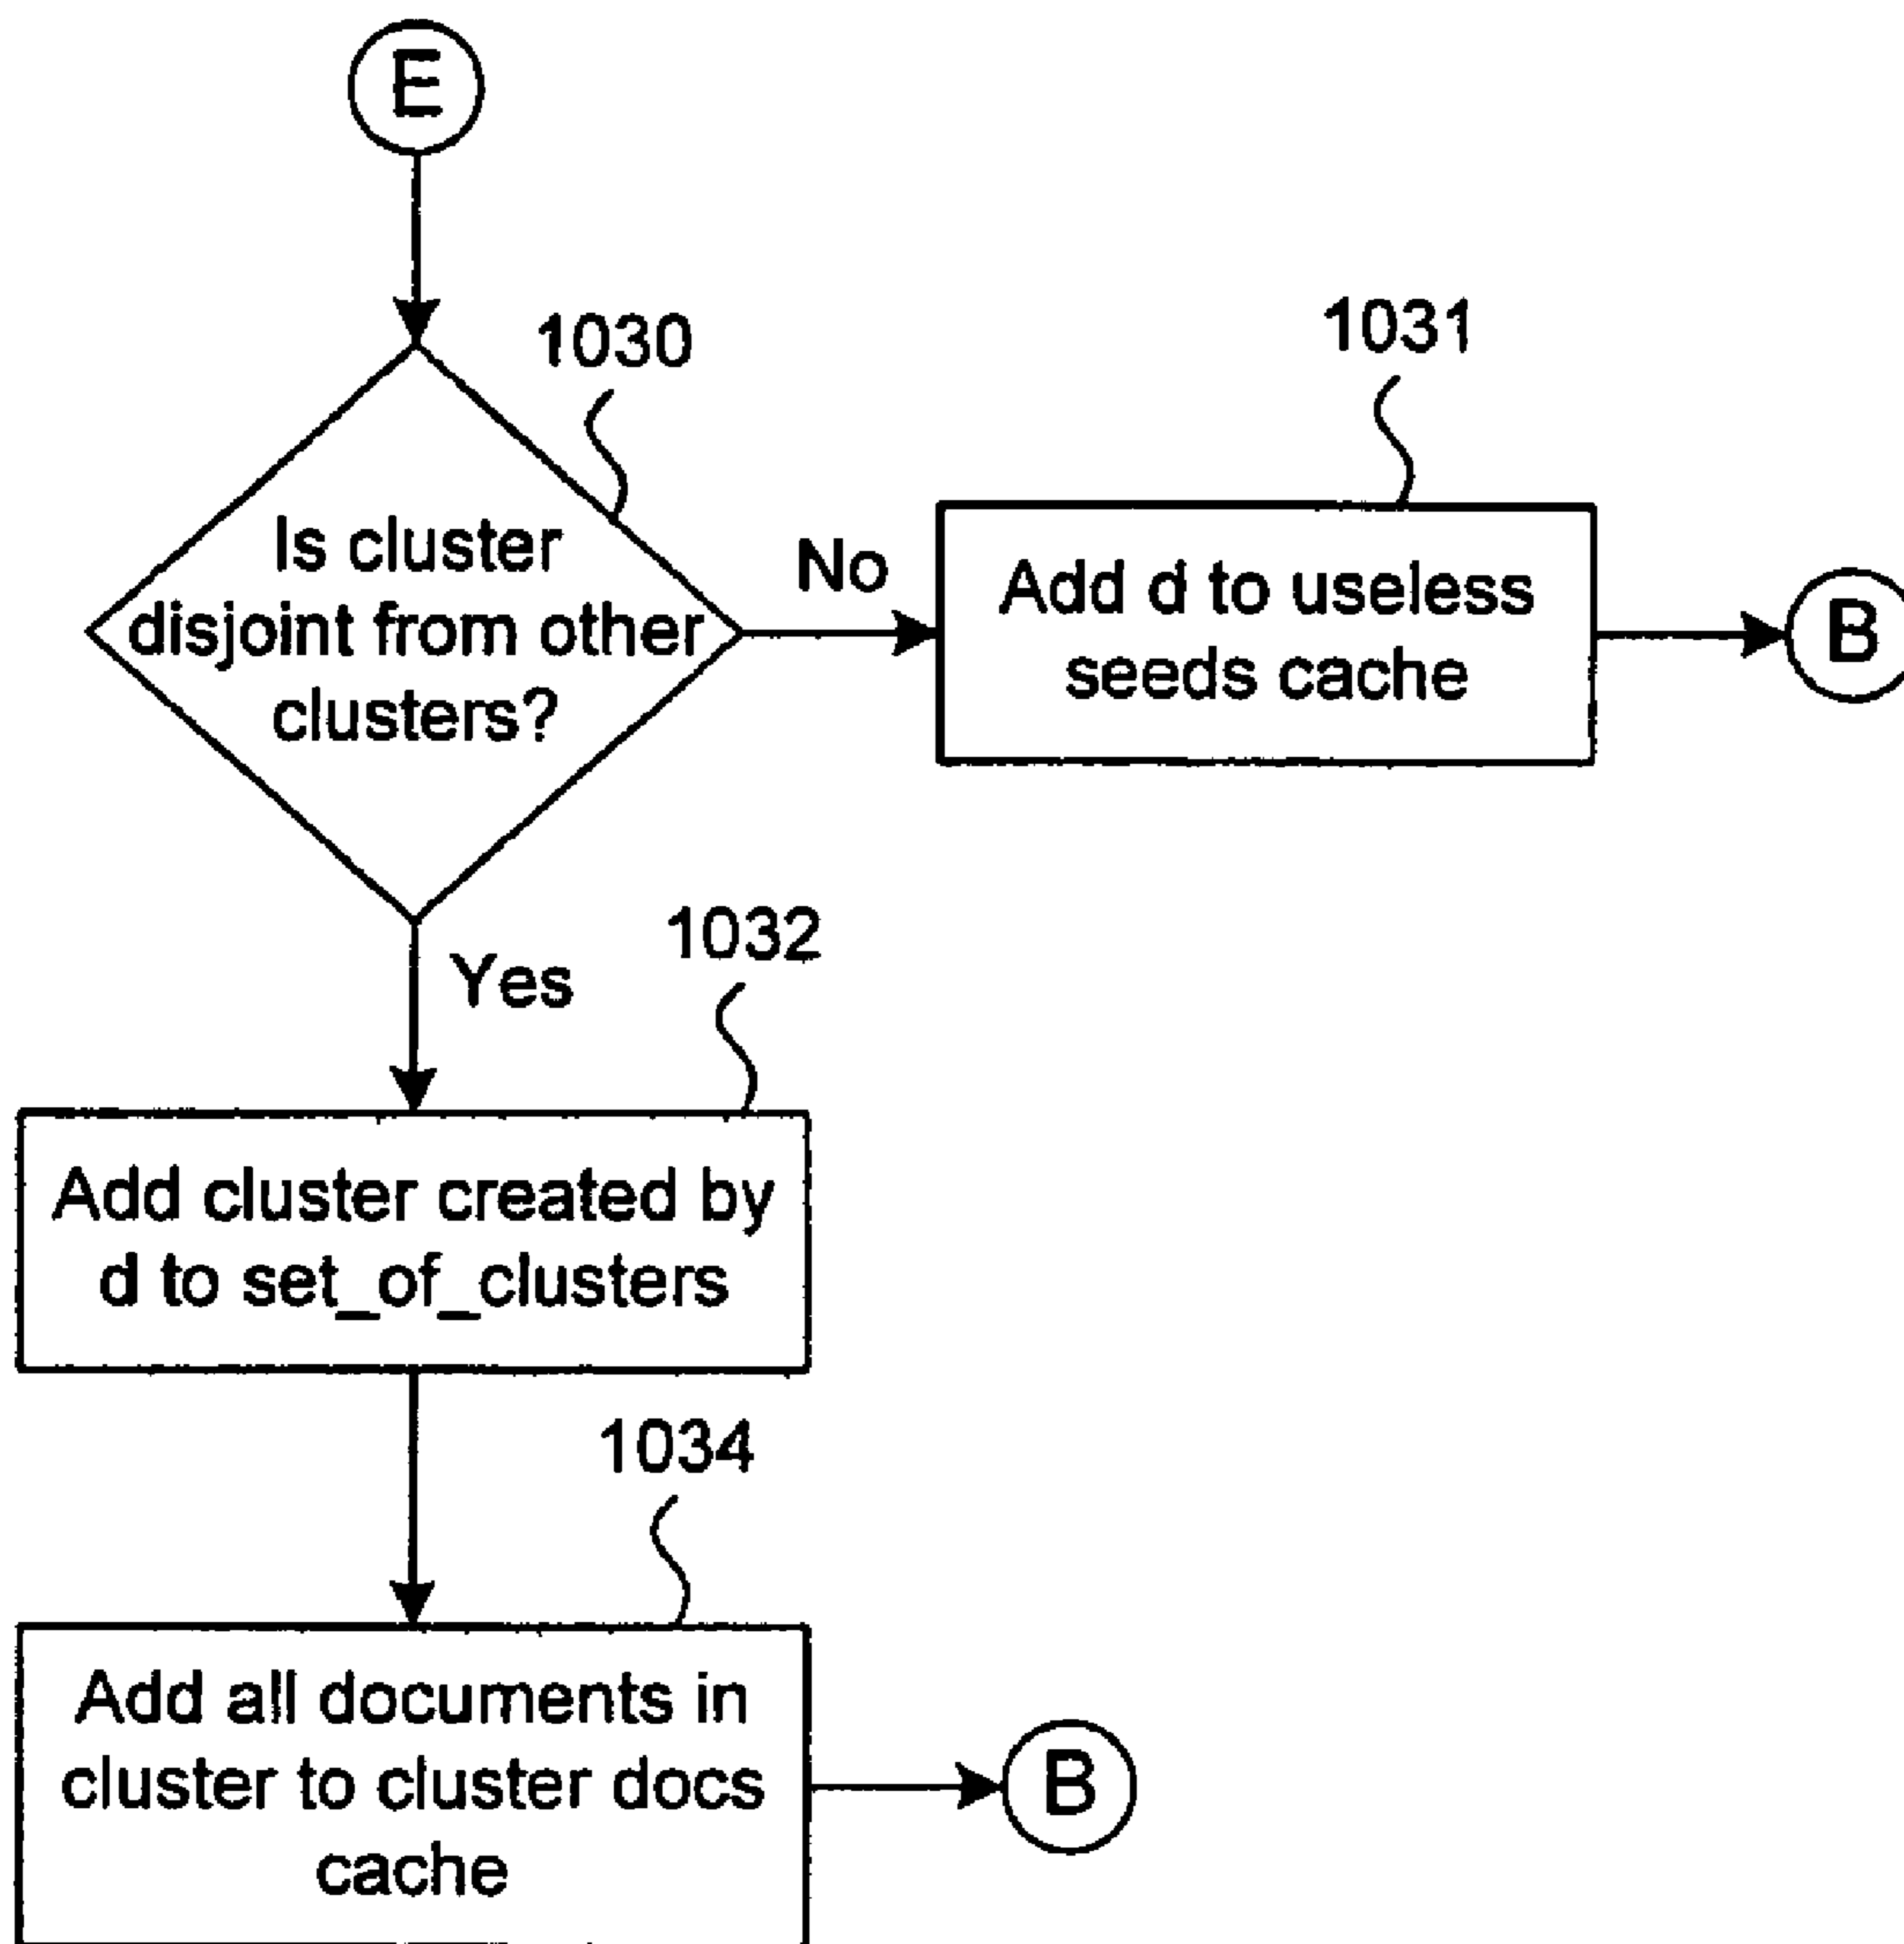 E
1030
Is cluster
disjoint from other
clusters?
No
1031
Add d to useless
seeds cache
B
Yes
1032
Add cluster created by
d to set_of_clusters
1034
Add all documents in
cluster to cluster docs
cache
B